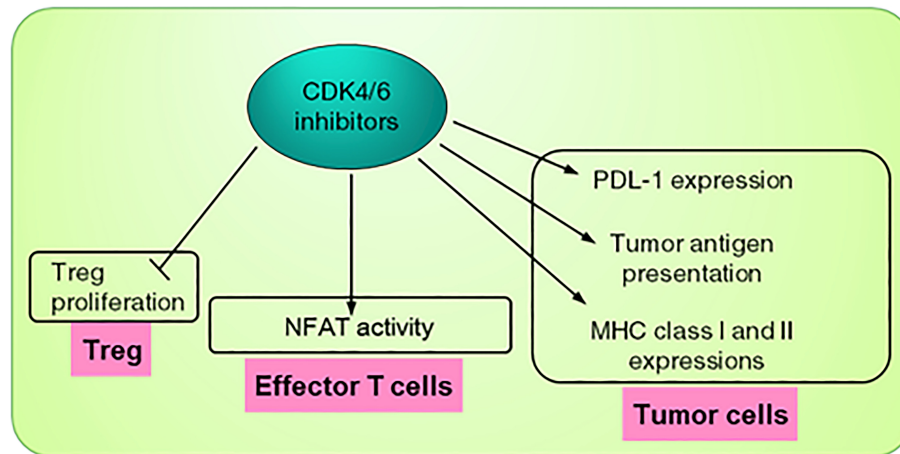 CDK4/6
inhibitors
PDL-1 expression
Tumor antigen
presentation
MHC class I and II
expressions
Tumor cells
Treg
proliferation
Treg
NFAT activity
Effector T cells